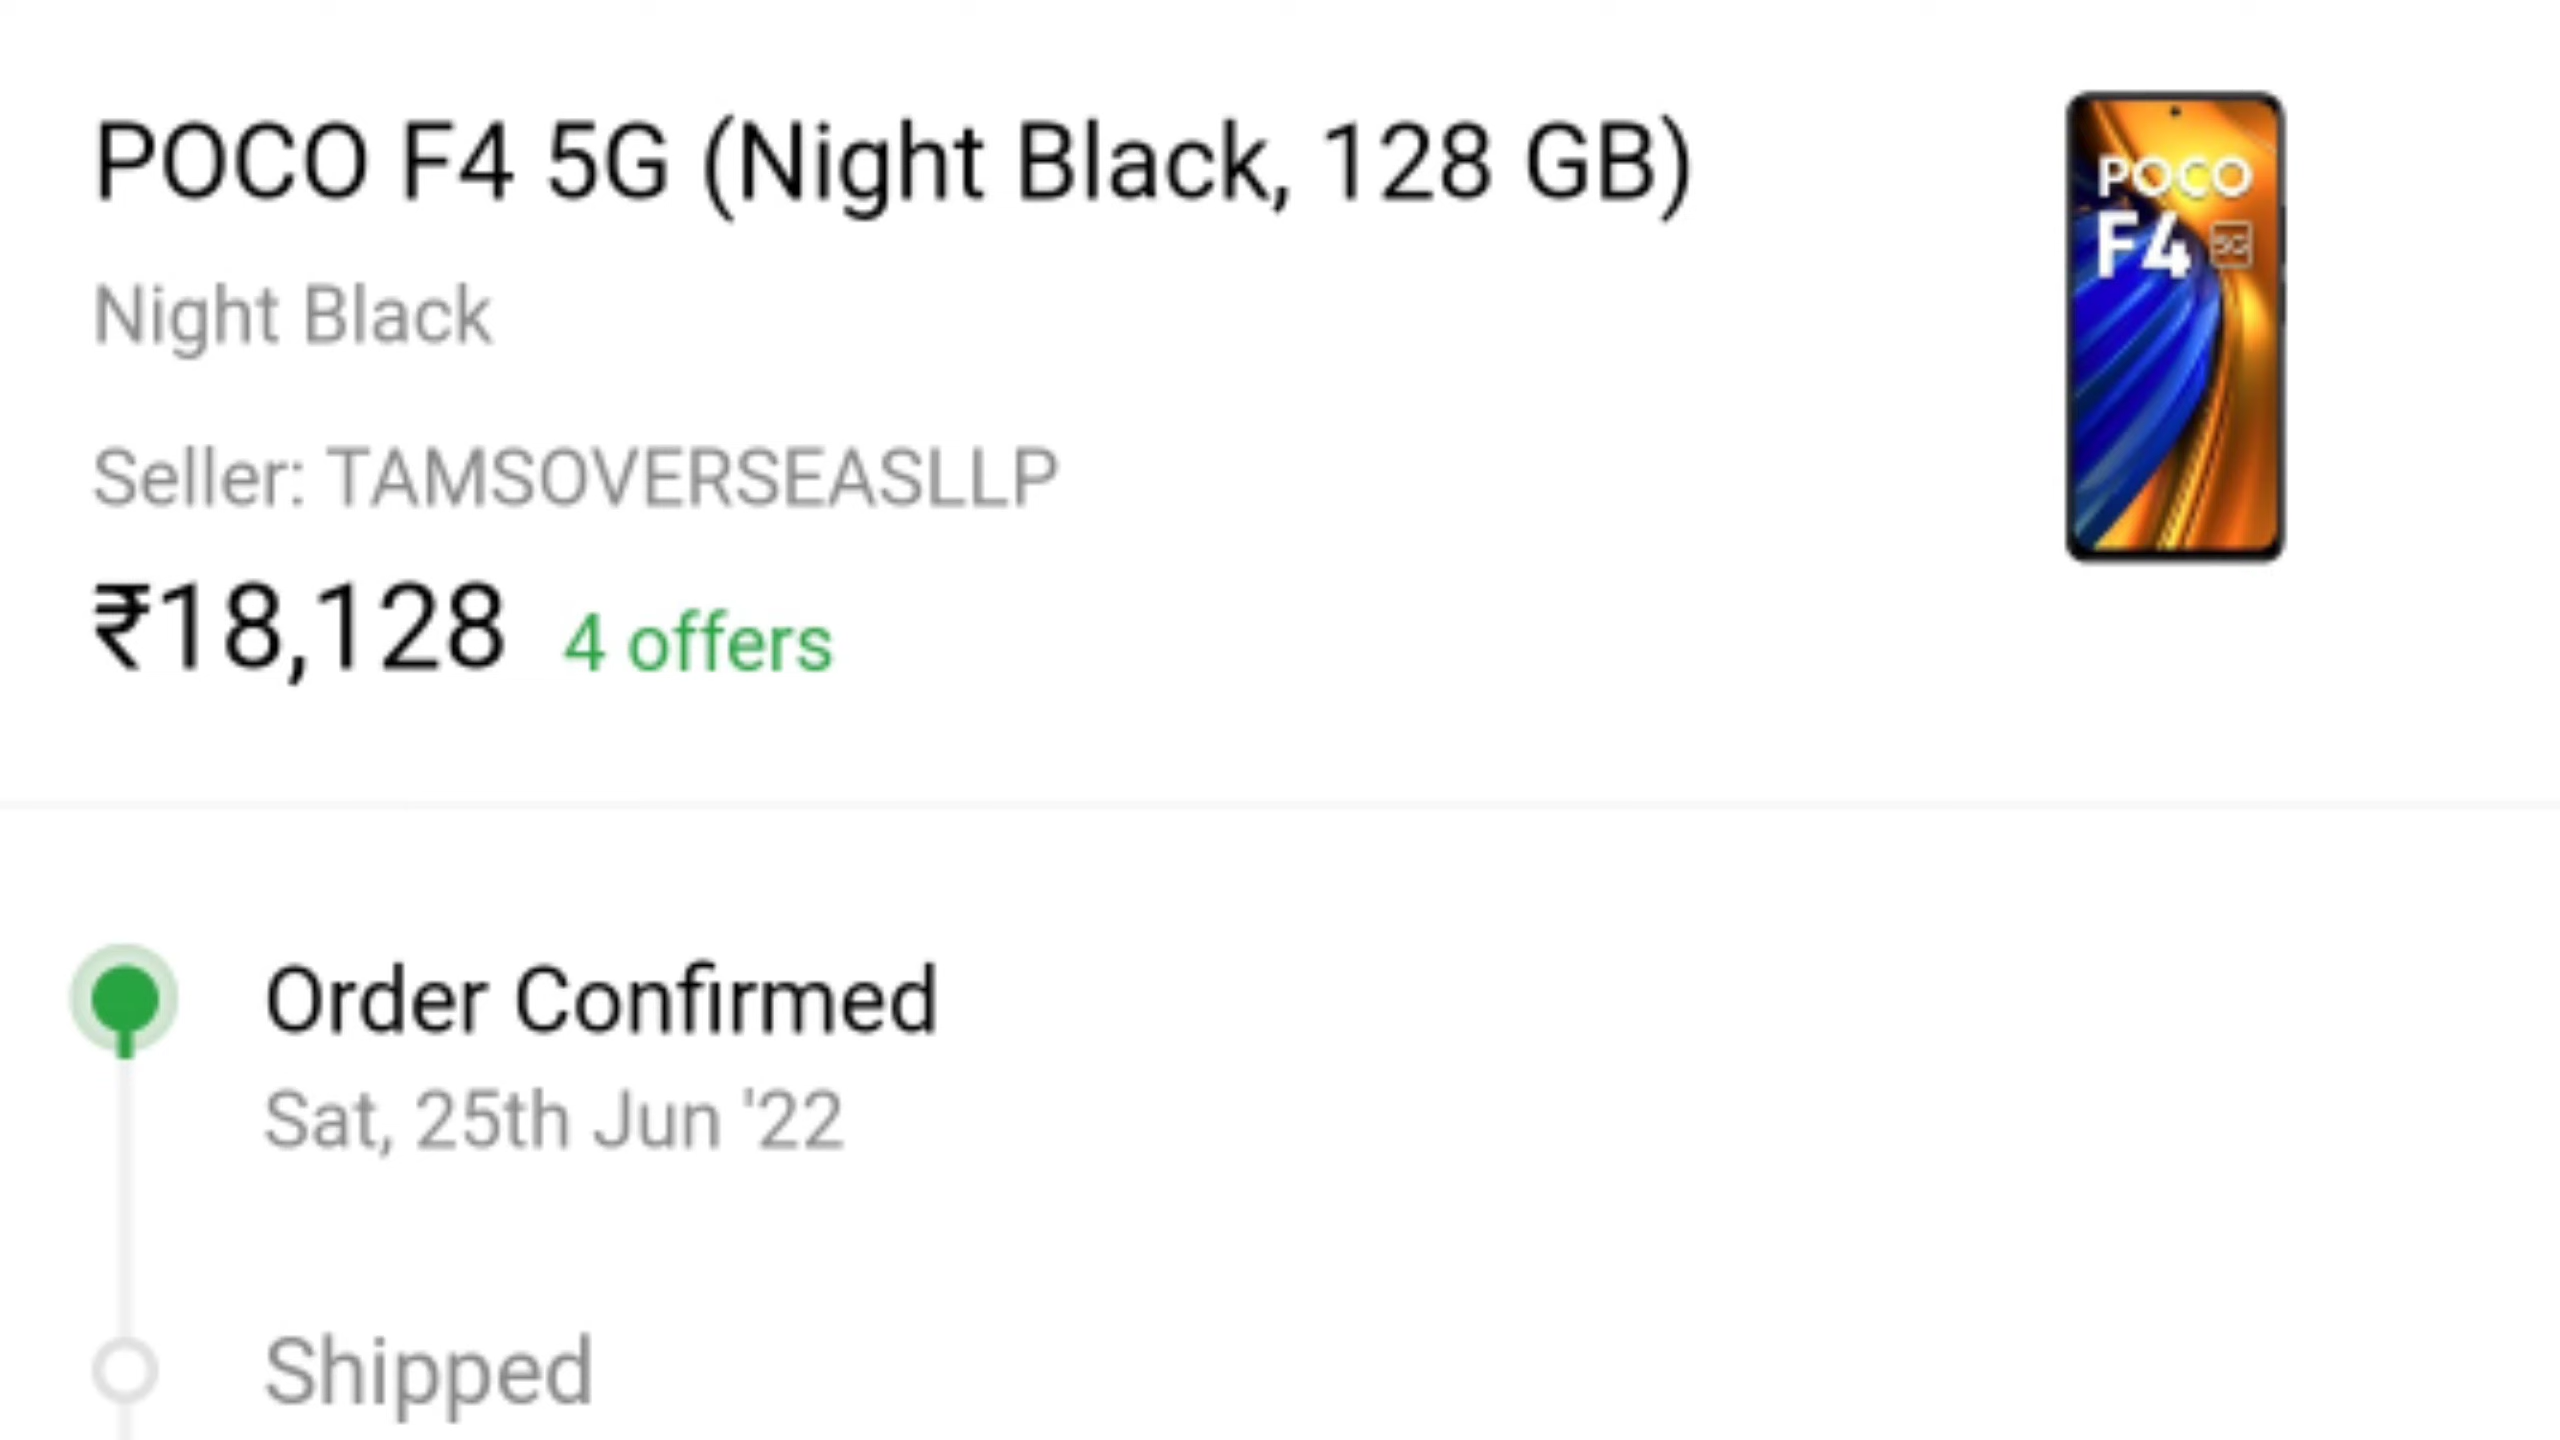 POCO F4 5G (Night Black, 128 GB)
Night Black
Seller: TAMSOVERSEASLLP
₹18,128 4 offers
POCO
F4 5G
Order Confirmed
Sat, 25th Jun '22
Shipped